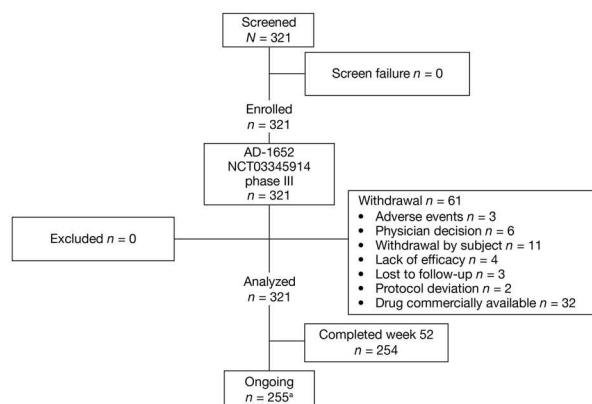 Screened
N = 321
Screen failure n = 0
Enrolled
n = 321
AD-1652
NCT03345914
phase III
n = 321
Withdrawal n = 61
• Adverse events n = 3
• Physician decision n = 6
• Withdrawal by subject n = 11
• Lack of efficacy n = 4
• Lost to follow-up n = 3
• Protocol deviation n = 2
• Drug commercially available n = 32
Excluded n = 0
Analyzed
n = 321
Completed week 52
n = 254
Ongoing
n = 255ᵃ